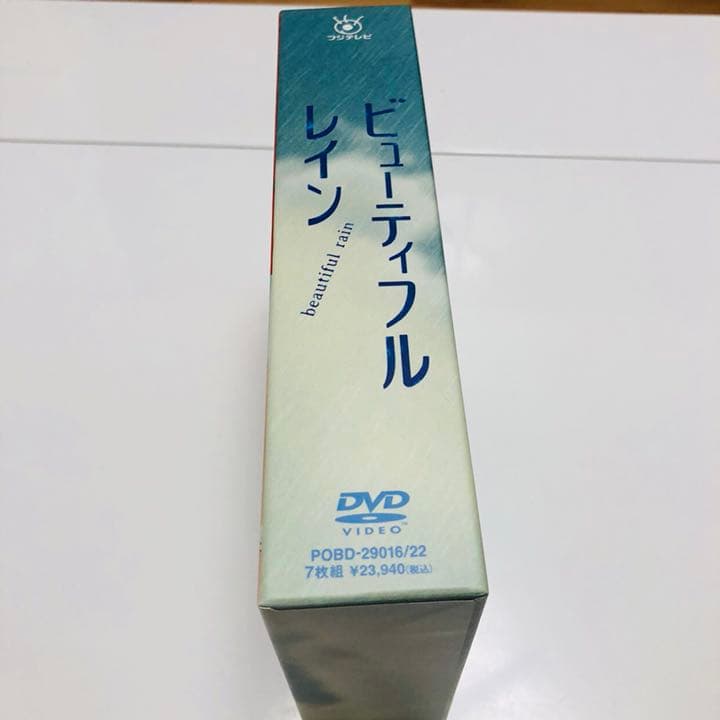 フジテレビ
ビューティフル
レイン
beautiful rain
DVD
VIDEO™
POBD-29016/22
7枚組 ¥23,940(税込)